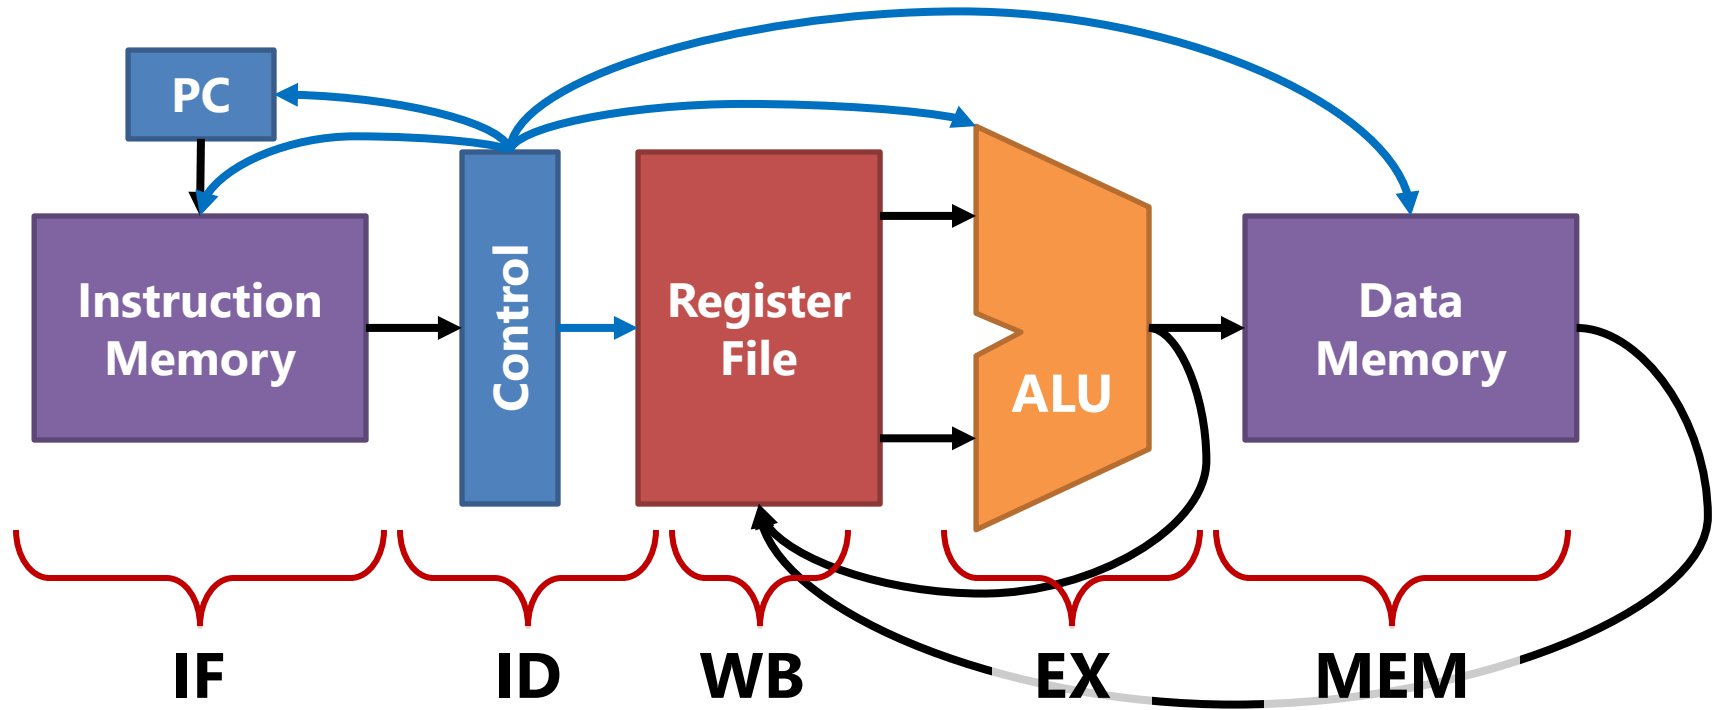 PC
Instruction
Memory
Control
Register
File
ALU
Data
Memory
IF
ID
WB
EX
MEM